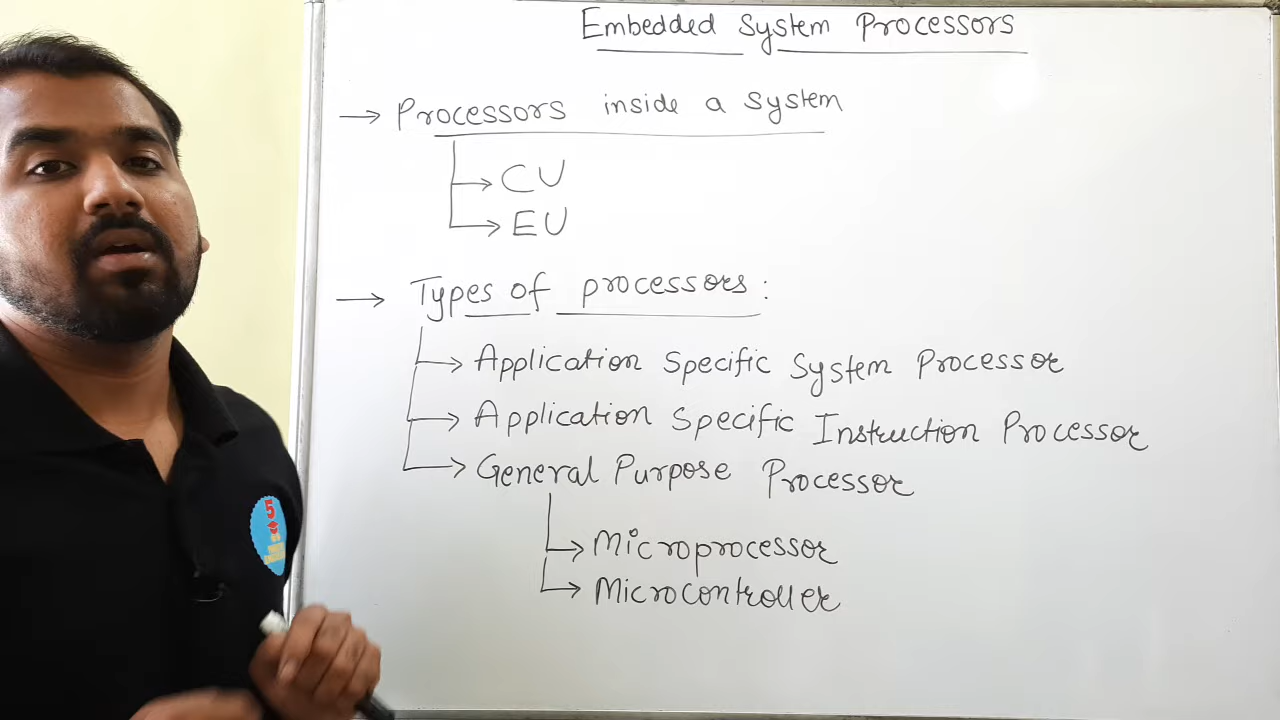 Embedded System Processors
→ Processors inside a system
→ CU
→ EU
→ Types of processors :
→ Application Specific System Processor
→ Application Specific Instruction Processor
→ General Purpose Processor
→ Microprocessor
→ Microcontroller
5